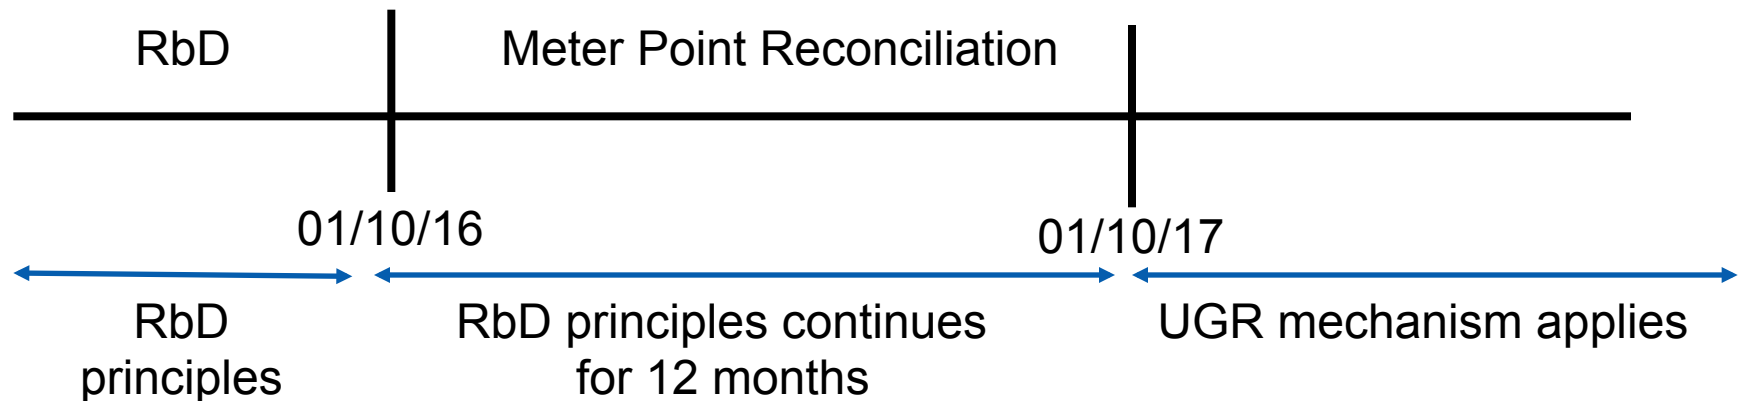 RbD
Meter Point Reconciliation
01/10/16
01/10/17
RbD
principles
RbD principles continues
for 12 months
UGR mechanism applies